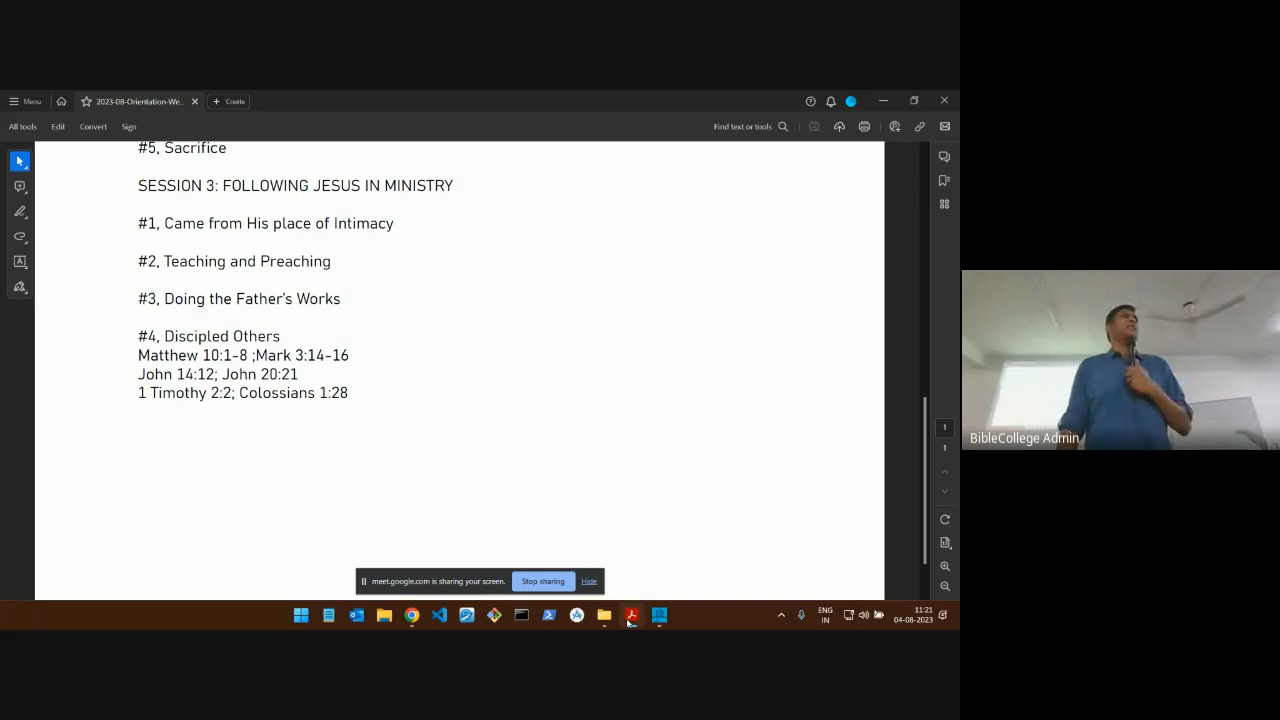 Menu
2023-08-Orientation-We...
Create
All tools
Edit
Convert
Sign
Find text or tools
#5, Sacrifice
SESSION 3: FOLLOWING JESUS IN MINISTRY
#1, Came from His place of Intimacy
#2, Teaching and Preaching
#3, Doing the Father's Works
#4, Discipled Others
Matthew 10:1-8 ;Mark 3:14-16
John 14:12; John 20:21
1 Timothy 2:2; Colossians 1:28
1
1
BibleCollege Admin
meet.google.com is sharing your screen.
Stop sharing
Hide
ENG
IN
11:21
04-08-2023